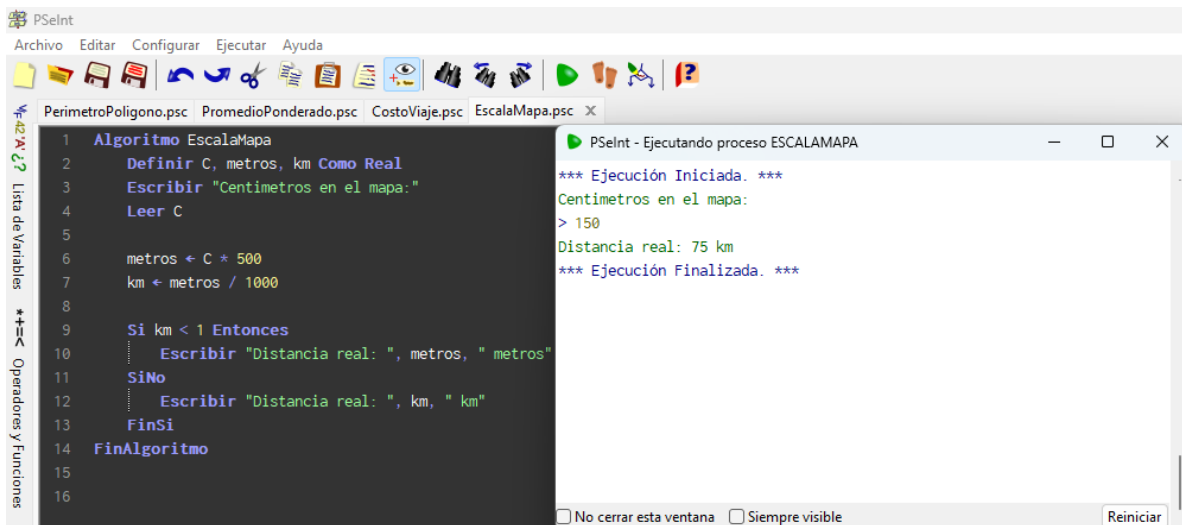 PSeInt
Archivo Editar Configurar Ejecutar Ayuda
PerimetroPoligono.psc PromedioPonderado.psc CostoViaje.psc EscalaMapa.psc X
42 'A' ¿? Lista de Variables
*+=< Operadores y Funciones
1 Algoritmo EscalaMapa
2 Definir C, metros, km Como Real
3 Escribir "Centimetros en el mapa:"
4 Leer C
5
6 metros ← C * 500
7 km ← metros / 1000
8
9 Si km < 1 Entonces
10 Escribir "Distancia real: ", metros, " metros"
11 SiNo
12 Escribir "Distancia real: ", km, " km"
13 FinSi
14 FinAlgoritmo
15
16
PSeInt - Ejecutando proceso ESCALAMAPA
*** Ejecución Iniciada. ***
Centimetros en el mapa:
> 150
Distancia real: 75 km
*** Ejecución Finalizada. ***
No cerrar esta ventana Siempre visible Reiniciar